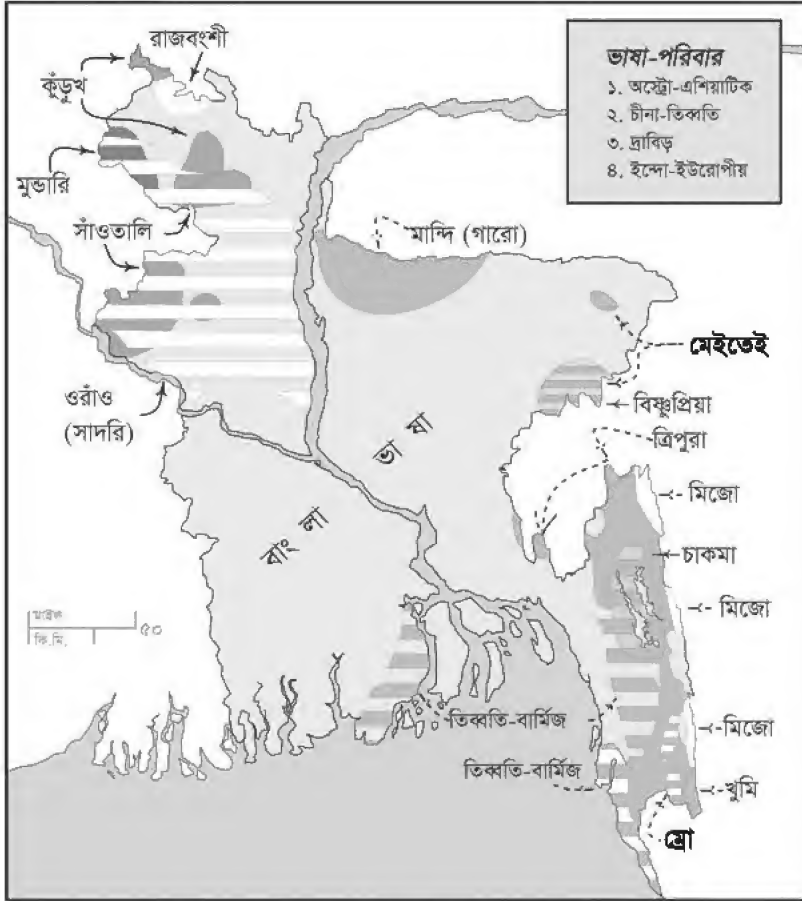 রাজবংশী
কুঁড়ুখ
মুন্ডারি
সাঁওতালি
ওরাঁও
(সাদরি)
ভাষা-পরিবার
১. অস্ট্রো-এশিয়াটিক
২. চীনা-তিব্বতি
৩. দ্রাবিড়
৪. ইন্দো-ইউরোপীয়
মান্দি (গারো)
মেইতেই
বিষ্ণুপ্রিয়া
ত্রিপুরা
মিজো
চাকমা
মিজো
বাংলা ভাষা
মাইল
কি.মি.
৫০
মিজো
তিব্বতি-বার্মিজ
তিব্বতি-বার্মিজ
খুমি
ম্রো